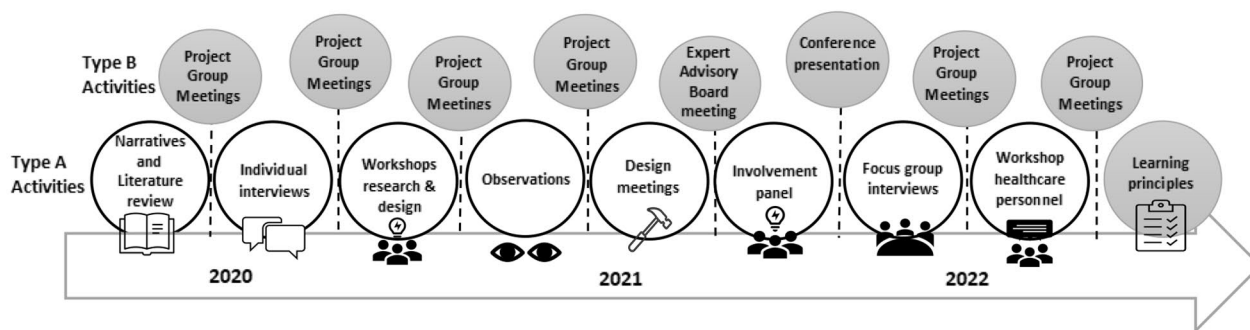 Type B
Activities
Project
Group
Meetings
Project
Group
Meetings
Project
Group
Meetings
Project
Group
Meetings
Expert
Advisory
Board
meeting
Conference
presentation
Project
Group
Meetings
Project
Group
Meetings
Type A
Activities
Narratives
and
Literature
review
Individual
interviews
Workshops
research &
design
Observations
Design
meetings
Involvement
panel
Focus group
interviews
Workshop
healthcare
personnel
Learning
principles
2020
2021
2022